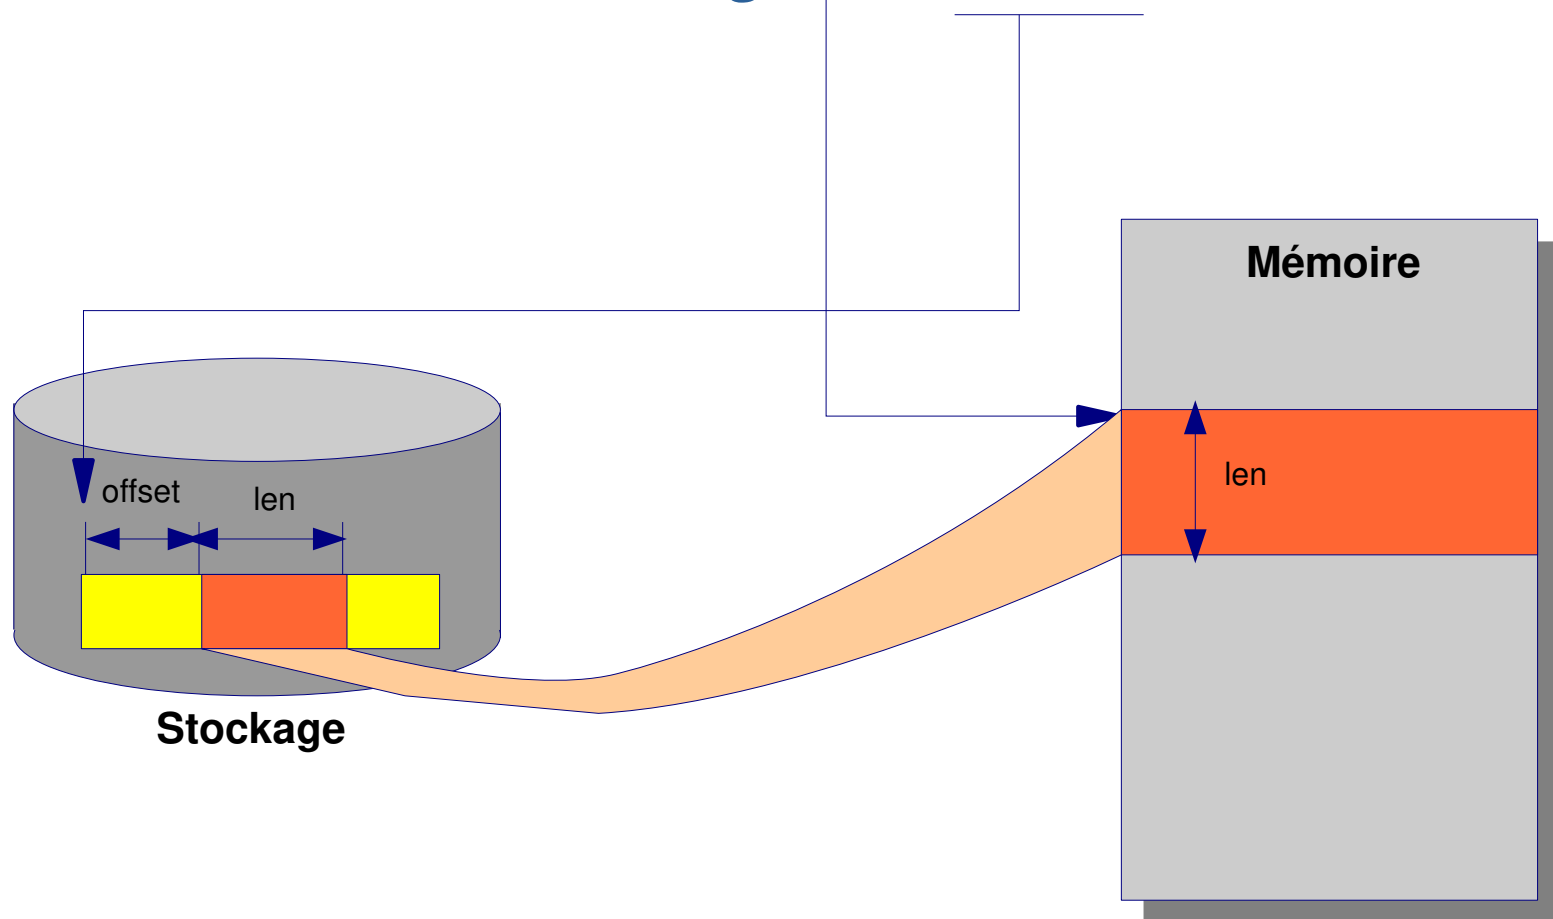 Mémoire
offset
len
len
Stockage